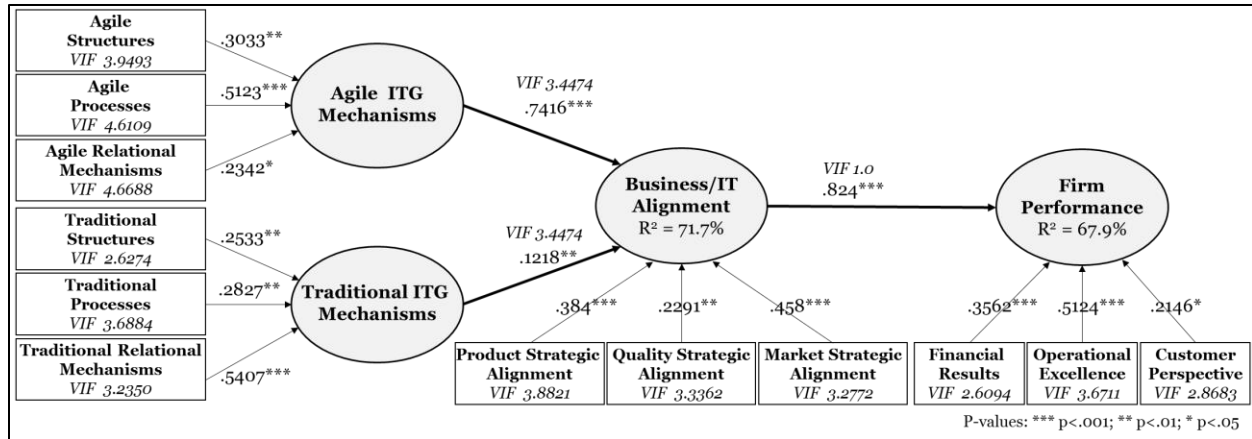 Agile
Structures
VIF 3.9493
.3033**
Agile
Processes
VIF 4.6109
.5123***
Agile Relational
Mechanisms
VIF 4.6688
.2342*
Traditional
Structures
VIF 2.6274
.2533**
Traditional
Processes
VIF 3.6884
.2827**
Traditional Relational
Mechanisms
VIF 3.2350
.5407***
Agile ITG
Mechanisms
Traditional ITG
Mechanisms
VIF 3.4474
.7416***
VIF 3.4474
.1218**
Business/IT
Alignment
R² = 71.7%
VIF 1.0
.824***
Firm
Performance
R² = 67.9%
.384***
.2291**
.458***
Product Strategic
Alignment
VIF 3.8821
Quality Strategic
Alignment
VIF 3.3362
Market Strategic
Alignment
VIF 3.2772
.3562***
.5124***
.2146*
Financial
Results
VIF 2.6094
Operational
Excellence
VIF 3.6711
Customer
Perspective
VIF 2.8683
P-values: *** p<.001; ** p<.01; * p<.05